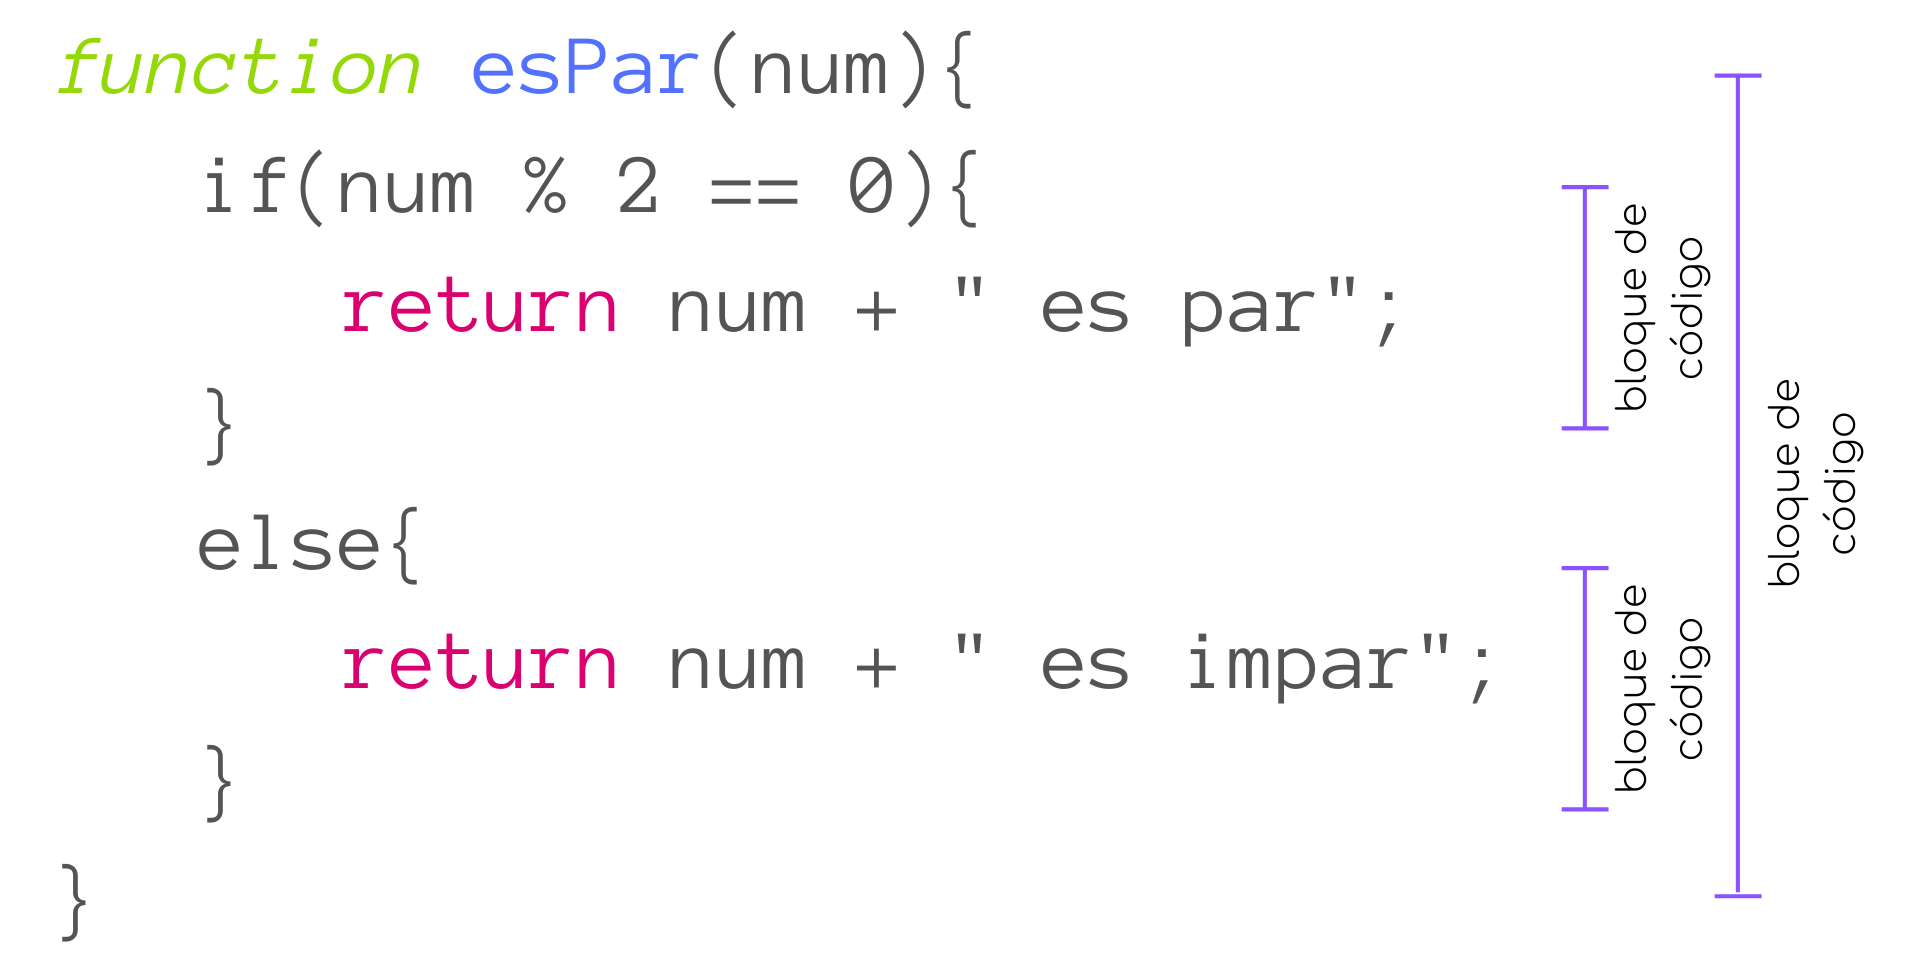 function esPar(num){
if(num % 2 == 0){
return num + " es par";
}
else{
return num + " es impar";
}
}
bloque de
código
bloque de
código
bloque de
código